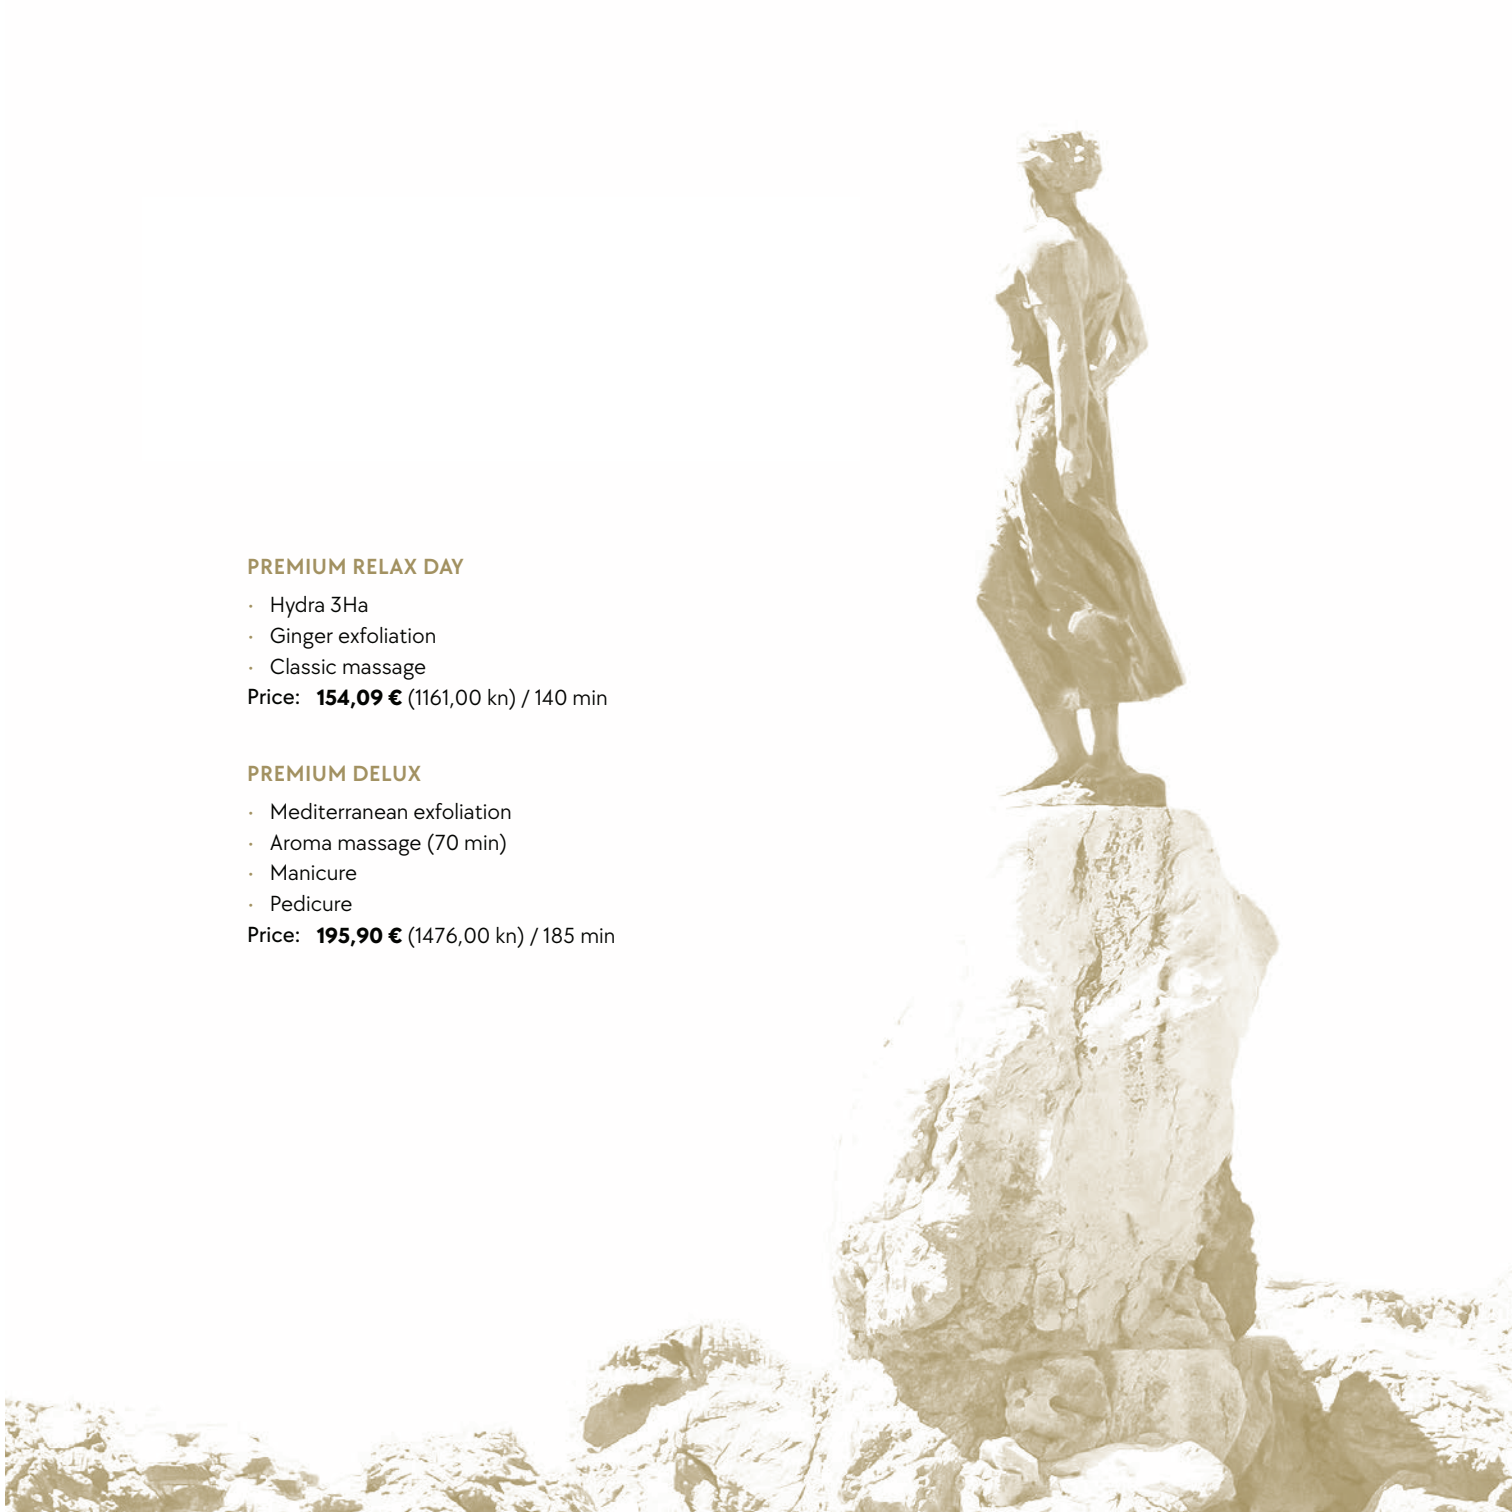 PREMIUM RELAX DAY
· Hydra 3Ha
· Ginger exfoliation
· Classic massage
Price: 154,09 € (1161,00 kn) / 140 min
PREMIUM DELUX
· Mediterranean exfoliation
· Aroma massage (70 min)
· Manicure
· Pedicure
Price: 195,90 € (1476,00 kn) / 185 min